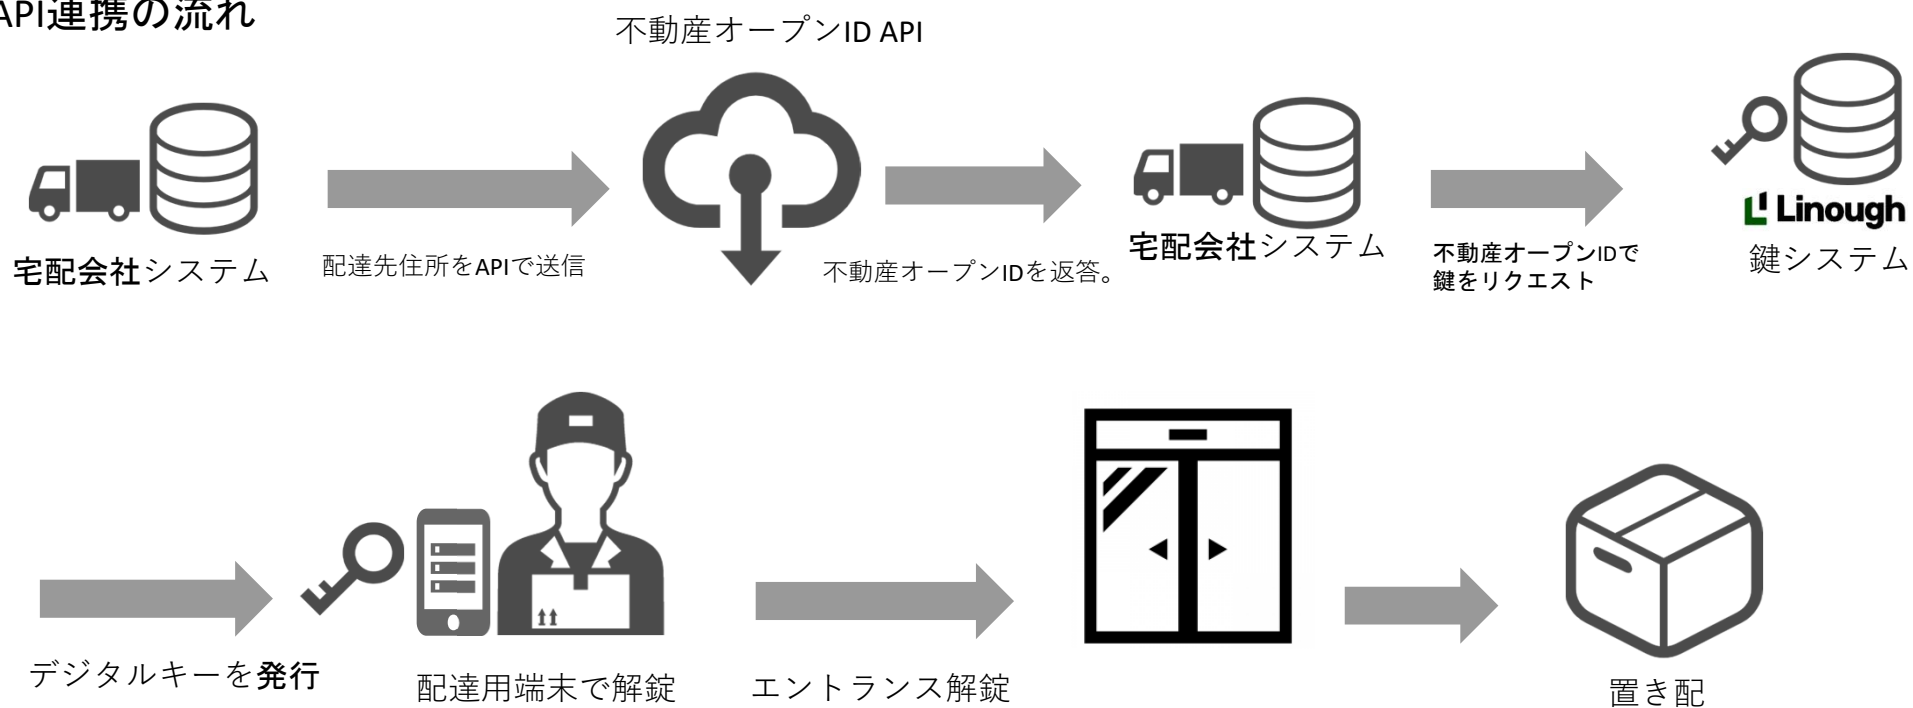 API連携の流れ
不動産オープンID API
Linough
宅配会社システム
配達先住所をAPIで送信
不動産オープンIDを返答。
宅配会社システム
不動産オープンIDで
鍵をリクエスト
鍵システム
デジタルキーを発行
配達用端末で解錠
エントランス解錠
置き配